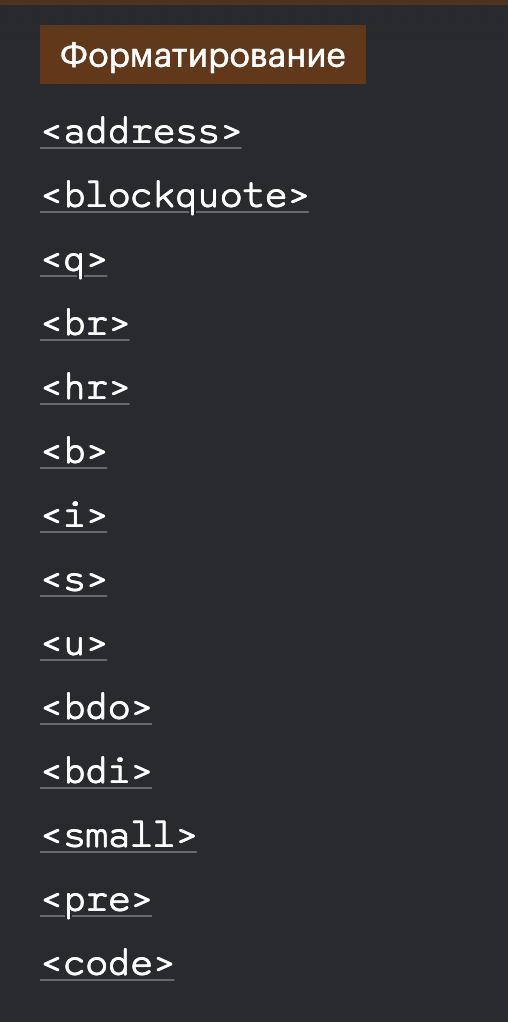 Форматирование
<address>
<blockquote>
<q>
<br>
<hr>
<b>
<i>
<s>
<u>
<bdo>
<bdi>
<small>
<pre>
<code>